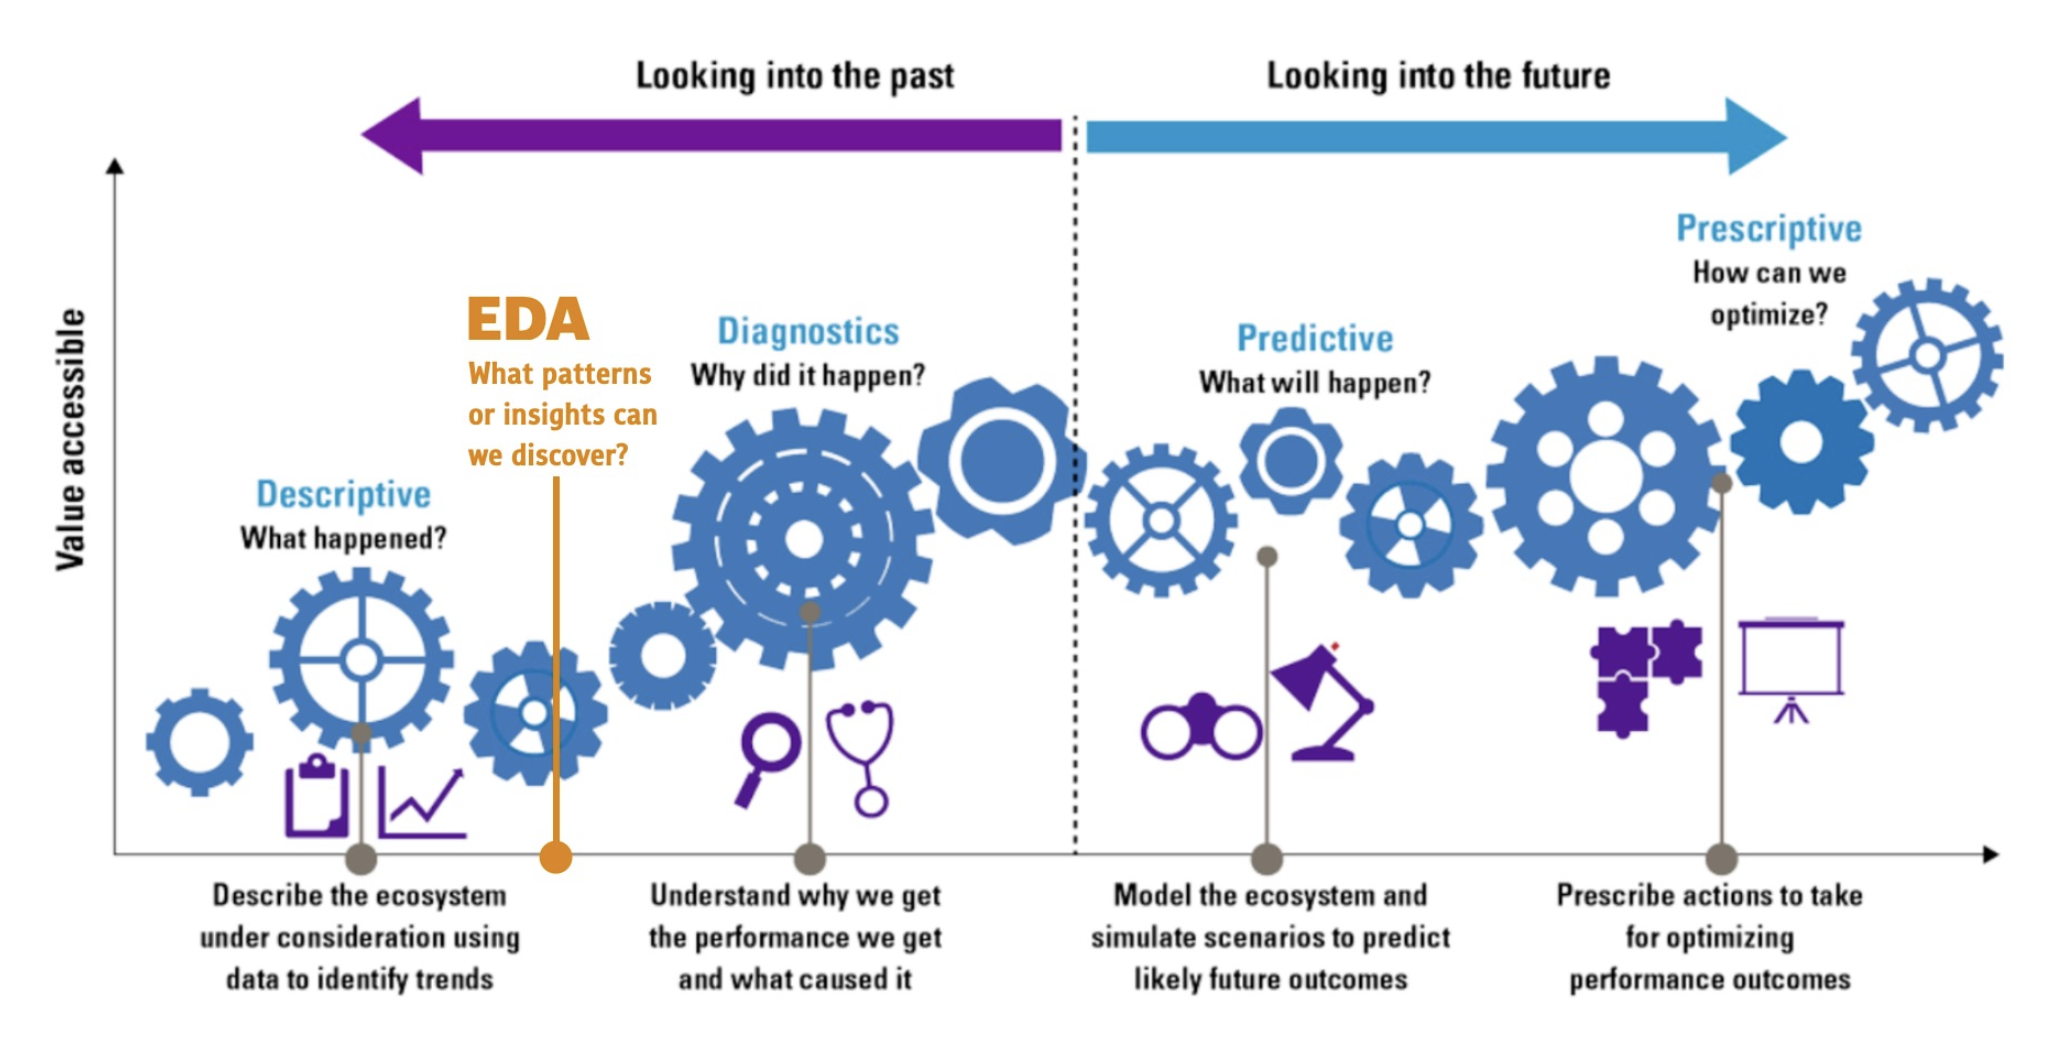 Looking into the past
Looking into the future
Value accessible
Descriptive
What happened?
EDA
What patterns
or insights can
we discover?
Diagnostics
Why did it happen?
Predictive
What will happen?
Prescriptive
How can we
optimize?
Describe the ecosystem
under consideration using
data to identify trends
Understand why we get
the performance we get
and what caused it
Model the ecosystem and
simulate scenarios to predict
likely future outcomes
Prescribe actions to take
for optimizing
performance outcomes